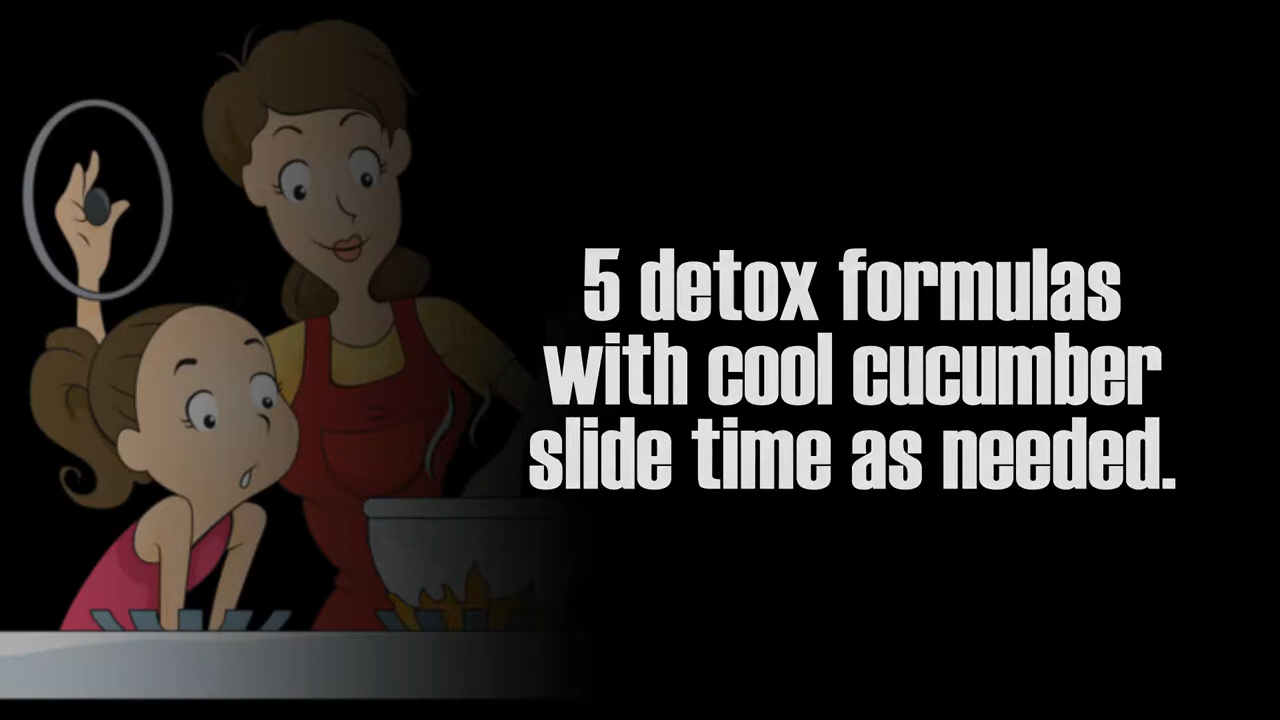 5 detox formulas
with cool cucumber
slide time as needed.